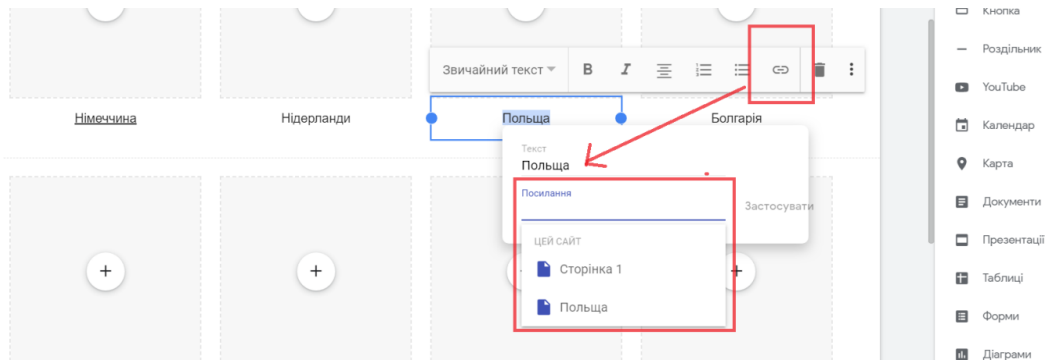 Кнопка
Звичайний текст
B I
Роздільник
YouTube
Німеччина Нідерланди Польща Болгарія
Календар
Текст
Польща
Карта
Посилання
Застосувати
Документи
ЦЕЙ САЙТ
Презентації
Сторінка 1
Таблиці
Польща
Форми
Діаграми